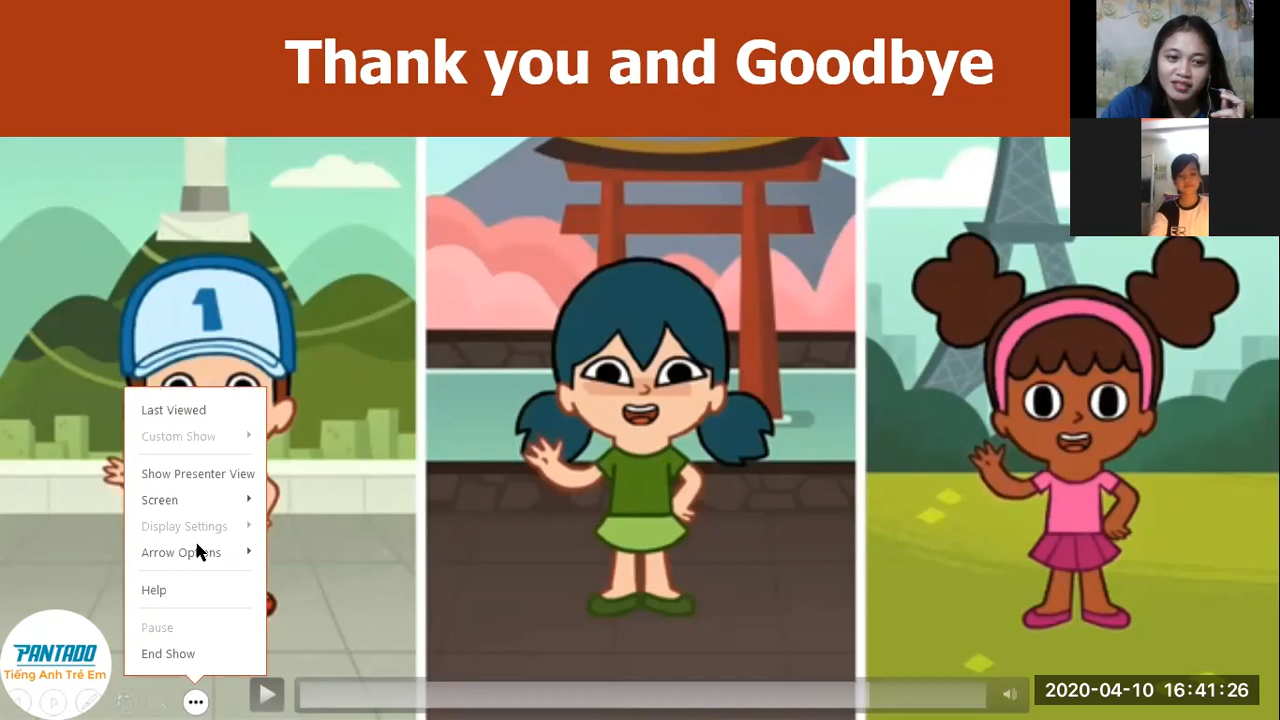 Thank you and Goodbye
1
Last Viewed
Custom Show
Show Presenter View
Screen
Display Settings
Arrow Options
Help
Pause
End Show
PANTADO
Tiếng Anh Trẻ Em
2020-04-10 16:41:26